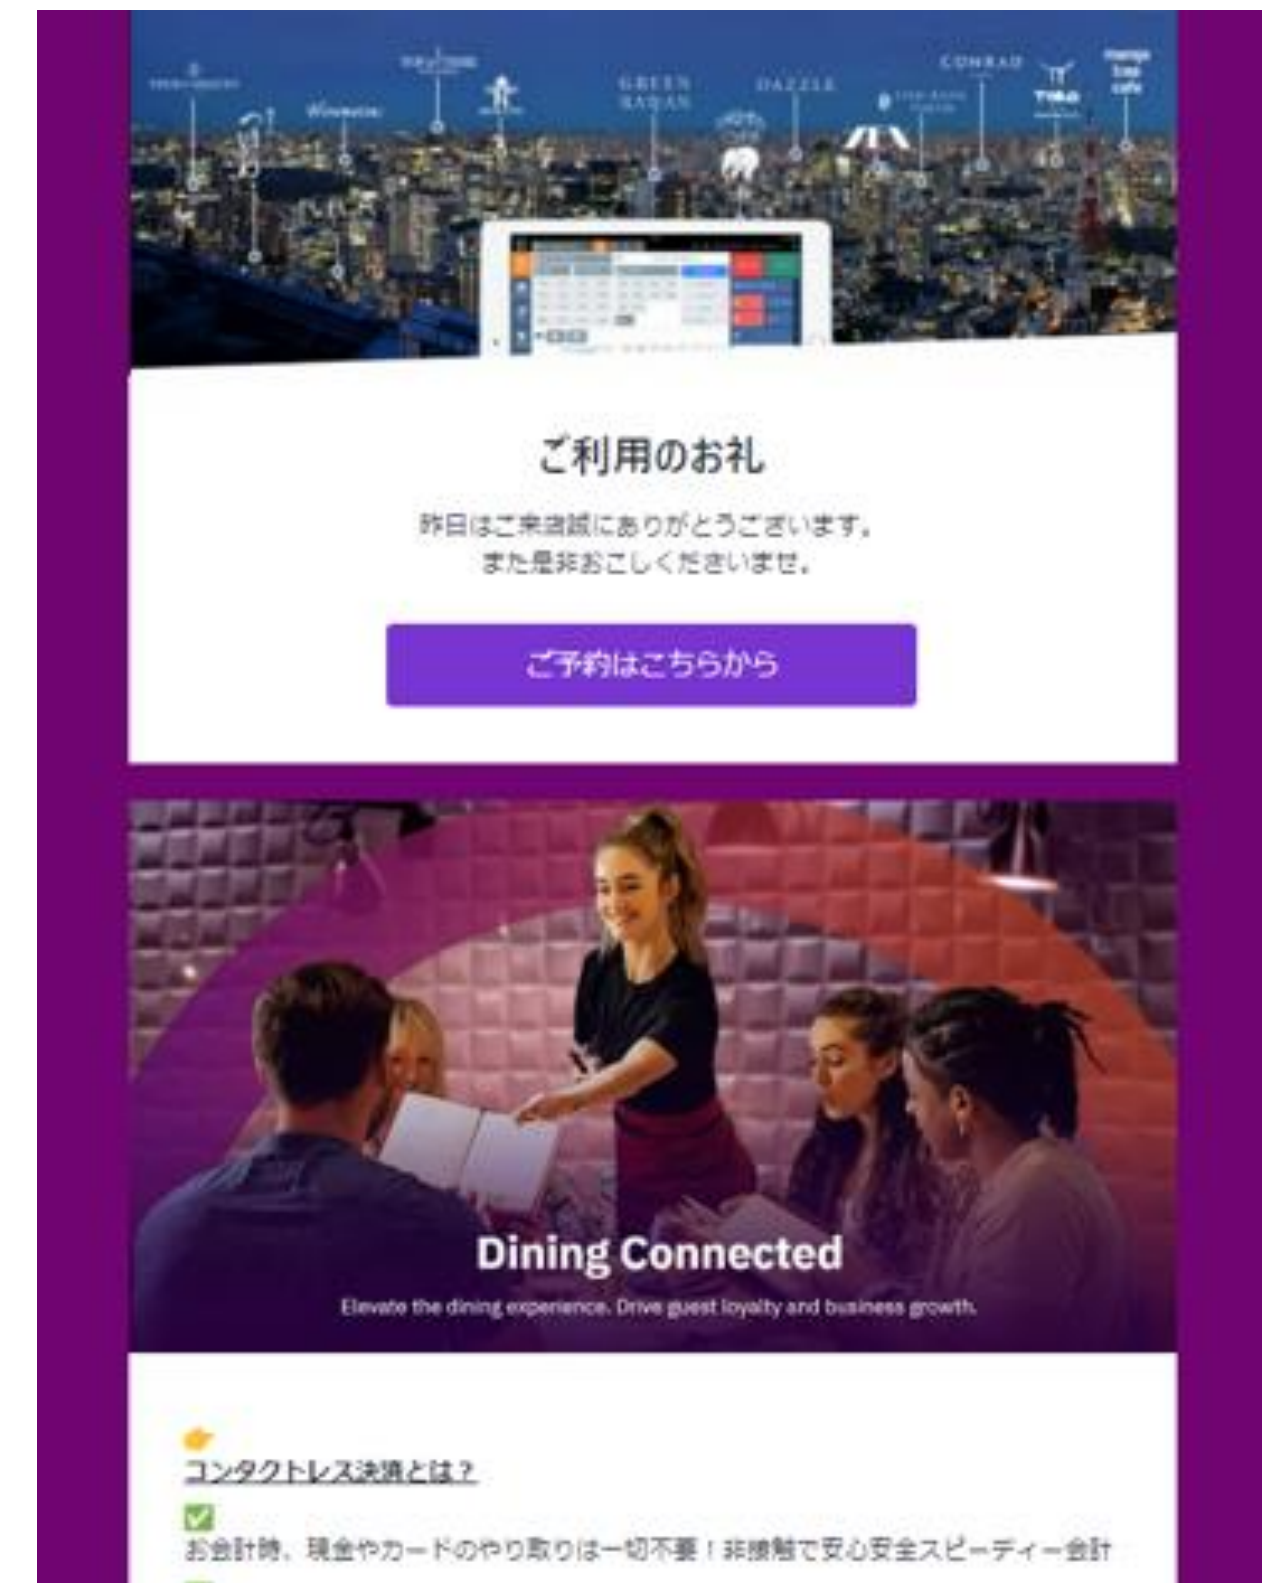 CONRAD
GREEN
DAZZLE
cafe
ご利用のお礼
昨日はご来店誠にありがとうございます。
また是非おこしくださいませ。
ご予約はこちらから
Dining Connected
Elevate the dining experience. Drive guest loyalty and business growth.
👉
コンタクトレス決済とは？
✅
お会計時、現金やカードのやり取りは一切不要！非接触で安心安全スピーディー会計